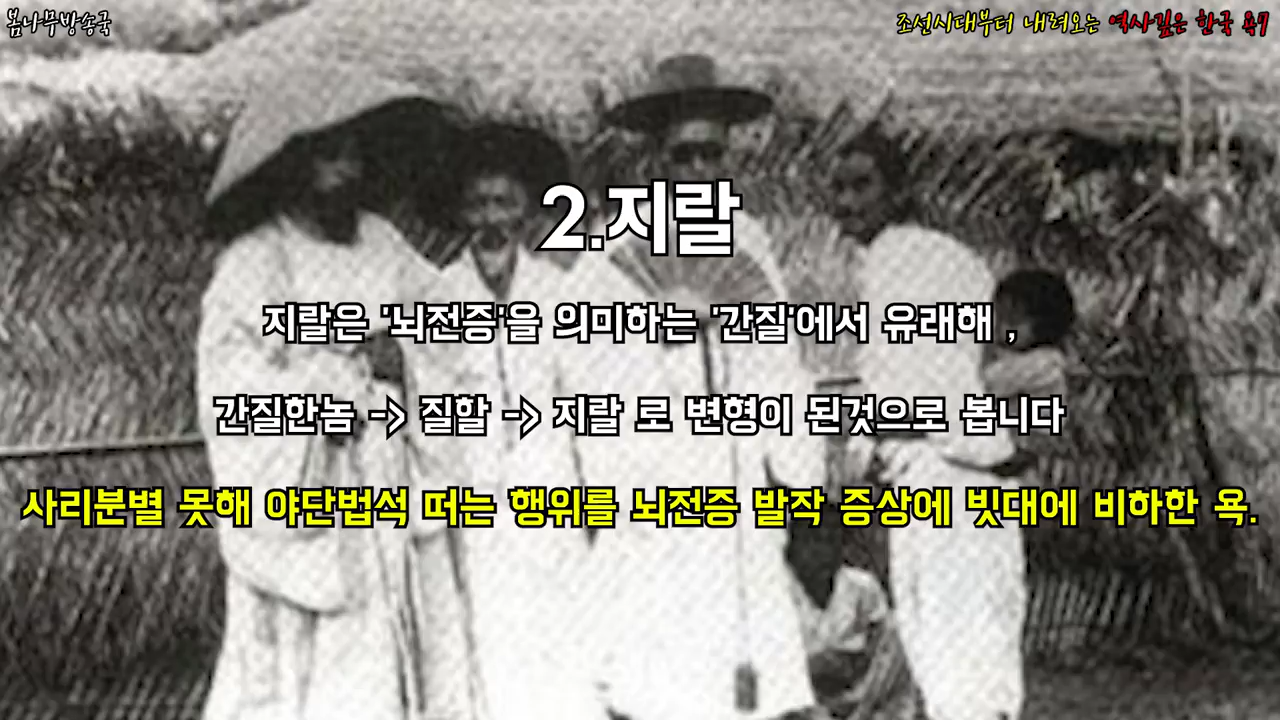 봄나무방송국
조선시대부터 내려오는 역사깊은 한국 욕7
2.지랄
지랄은 '뇌전증'을 의미하는 '간질'에서 유래해 ,
간질한놈 -> 질할 -> 지랄 로 변형이 된것으로 봅니다
사리분별 못해 야단법석 떠는 행위를 뇌전증 발작 증상에 빗대에 비하한 욕.